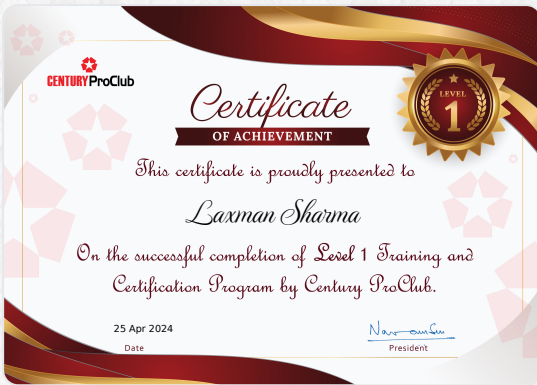 CENTURY ProClub
Certificate
OF ACHIEVEMENT
LEVEL
1
This certificate is proudly presented to
Laxman Sharma
On the successful completion of Level 1 Training and
Certification Program by Century ProClub.
25 Apr 2024
Date
President